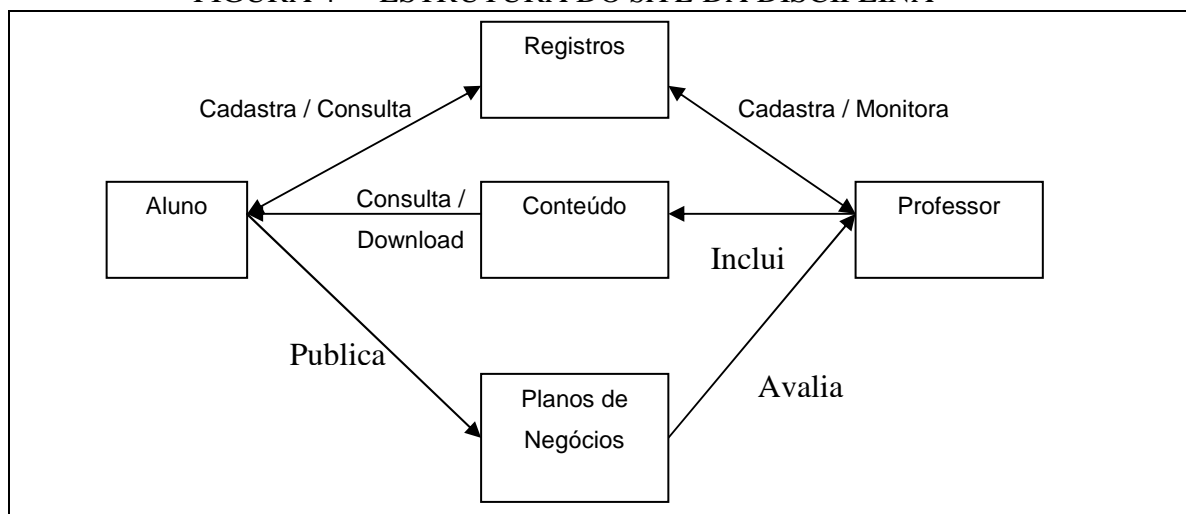 Registros
Cadastra / Consulta
Cadastra / Monitora
Aluno
Consulta /
Download
Conteúdo
Inclui
Professor
Publica
Planos de
Negócios
Avalia